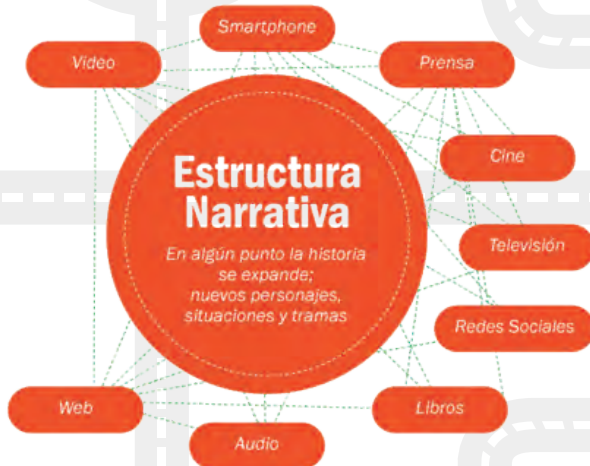 Smartphone
Video
Prensa
Cine
Estructura
Narrativa
En algún punto la historia
se expande;
nuevos personajes,
situaciones y tramas
Televisión
Redes Sociales
Web
Libros
Audio